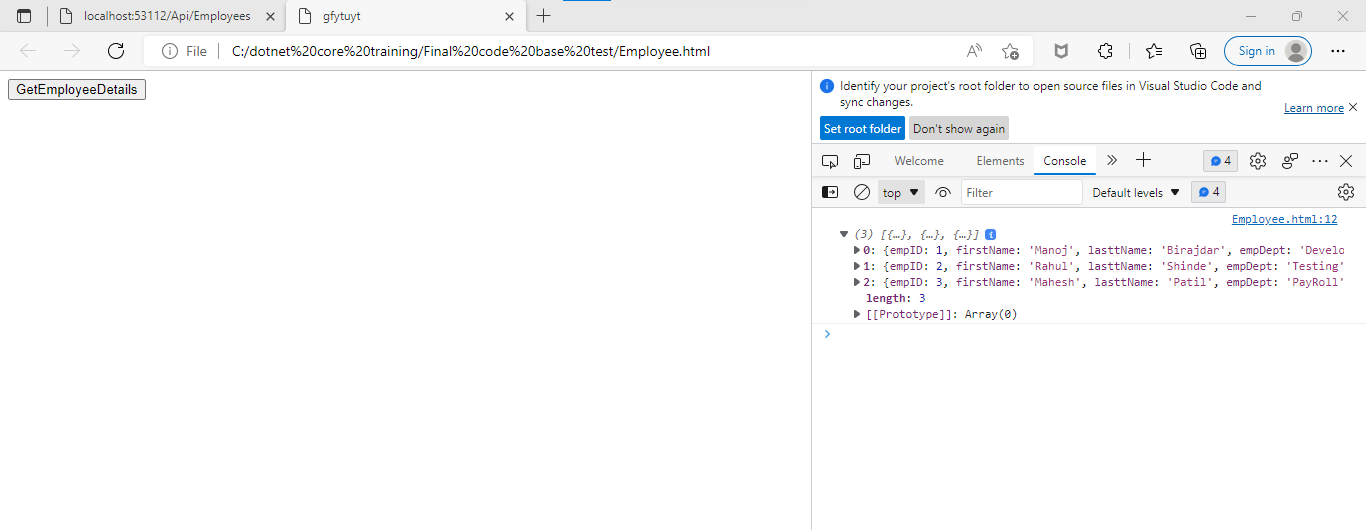 localhost:53112/Api/Employees
gfytuyt
File
C:/dotnet%20core%20training/Final%20code%20base%20test/Employee.html
Sign in
GetEmployeeDetails
Identify your project's root folder to open source files in Visual Studio Code and
sync changes.
Learn more
Set root folder Don't show again
Welcome Elements Console 4
top Filter Default levels 4
Employee.html:12
(3) [{…}, {…}, {…}] i
0: {empID: 1, firstName: 'Manoj', lasttName: 'Birajdar', empDept: 'Develo
1: {empID: 2, firstName: 'Rahul', lasttName: 'Shinde', empDept: 'Testing'
2: {empID: 3, firstName: 'Mahesh', lasttName: 'Patil', empDept: 'PayRoll'
length: 3
[[Prototype]]: Array(0)